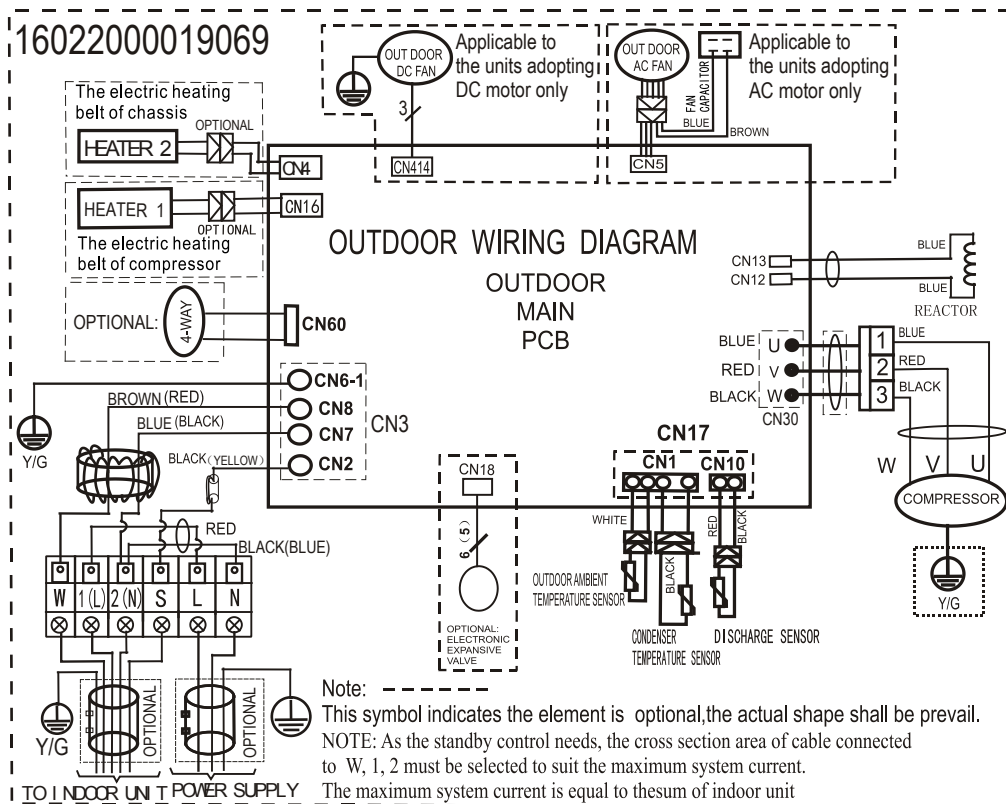 16022000019069
OUT DOOR
DC FAN
Applicable to
the units adopting
DC motor only
3
CN414
OUT DOOR
AC FAN
FAN
CAPACITOR
BLUE
BROWN
Applicable to
the units adopting
AC motor only
CN5
The electric heating
belt of chassis
OPTIONAL
HEATER 2
CN4
HEATER 1
CN16
OPTIONAL
The electric heating
belt of compressor
OPTIONAL:
4-WAY
CN60
OUTDOOR WIRING DIAGRAM
OUTDOOR
MAIN
PCB
CN13
CN12
BLUE
BLUE
REACTOR
BLUE U
RED V
BLACK W
CN30
1 BLUE
2 RED
3 BLACK
W V U
COMPRESSOR
Y/G
CN6-1
BROWN (RED)
CN8
BLUE (BLACK)
CN7
CN3
BLACK (YELLOW)
CN2
Y/G
RED
BLACK(BLUE)
W 1(L) 2(N) S L N
CN18
6 (5)
OPTIONAL:
ELECTRONIC
EXPANSIVE
VALVE
CN17
CN1 CN10
WHITE
BLACK
RED
BLACK
OUTDOOR AMBIENT
TEMPERATURE SENSOR
CONDENSER
TEMPERATURE SENSOR
DISCHARGE SENSOR
Y/G
OPTIONAL
OPTIONAL
TO INDOOR UNIT
POWER SUPPLY
Note:
This symbol indicates the element is optional,the actual shape shall be prevail.
NOTE: As the standby control needs, the cross section area of cable connected
to W, 1, 2 must be selected to suit the maximum system current.
The maximum system current is equal to thesum of indoor unit